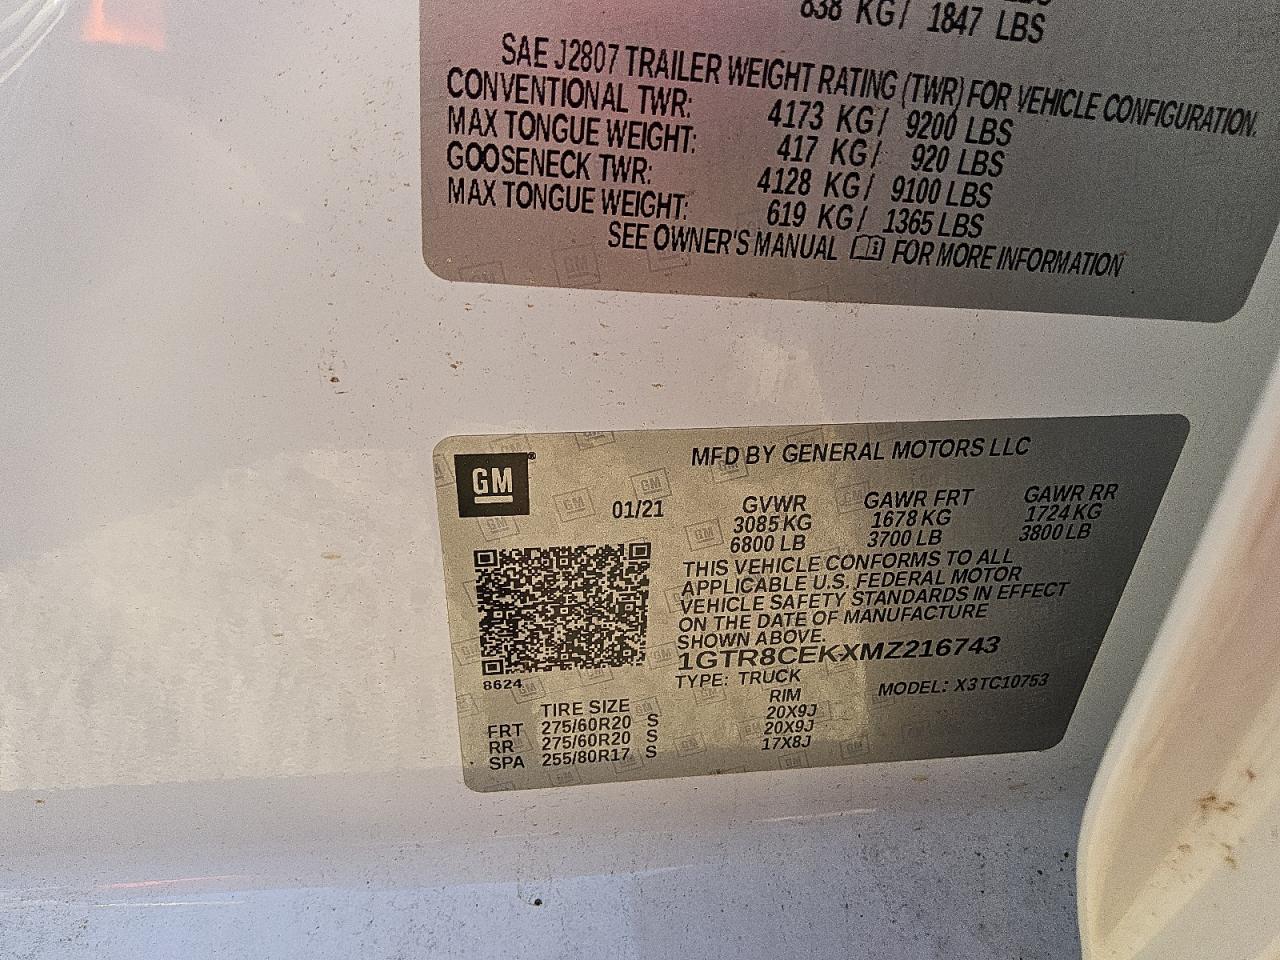 838 KG/ 1847 LBS
SAE J2807 TRAILER WEIGHT RATING (TWR) FOR VEHICLE CONFIGURATION.
CONVENTIONAL TWR: 4173 KG/ 9200 LBS
MAX TONGUE WEIGHT: 417 KG/ 920 LBS
GOOSENECK TWR: 4128 KG/ 9100 LBS
MAX TONGUE WEIGHT: 619 KG/ 1365 LBS
SEE OWNER'S MANUAL FOR MORE INFORMATION
GM®
MFD BY GENERAL MOTORS LLC
01/21
GVWR GAWR FRT GAWR RR
3085 KG 1678 KG 1724 KG
6800 LB 3700 LB 3800 LB
THIS VEHICLE CONFORMS TO ALL
APPLICABLE U.S. FEDERAL MOTOR
VEHICLE SAFETY STANDARDS IN EFFECT
ON THE DATE OF MANUFACTURE
SHOWN ABOVE.
1GTR8CEKXMZ216743
TYPE: TRUCK MODEL: X3TC10753
8624
TIRE SIZE RIM
FRT 275/60R20 S 20X9J
RR 275/60R20 S 20X9J
SPA 255/80R17 S 17X8J